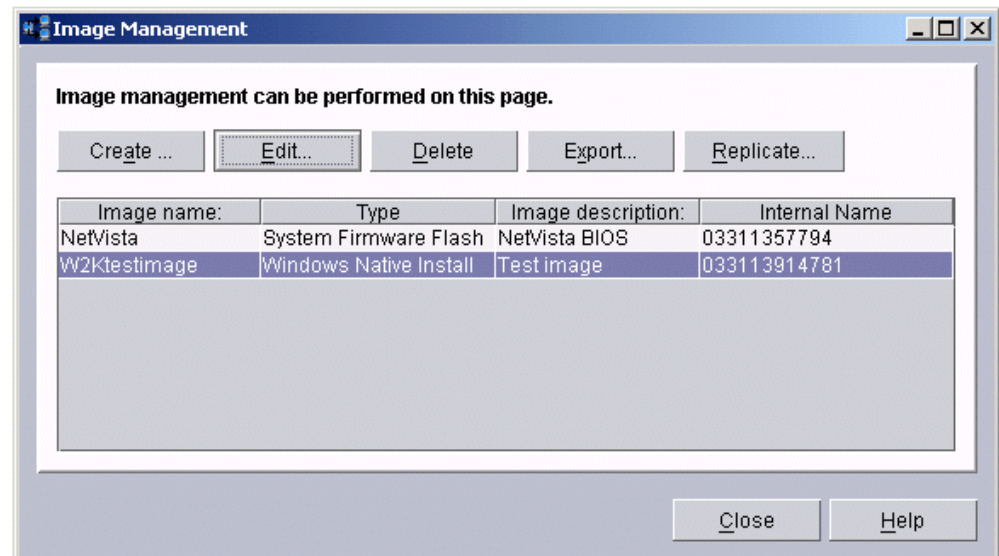 Image Management
Image management can be performed on this page.
Create ... Edit... Delete Export... Replicate...
Image name: Type Image description: Internal Name
NetVista System Firmware Flash NetVista BIOS 03311357794
W2Ktestimage Windows Native Install Test image 033113914781
Close Help